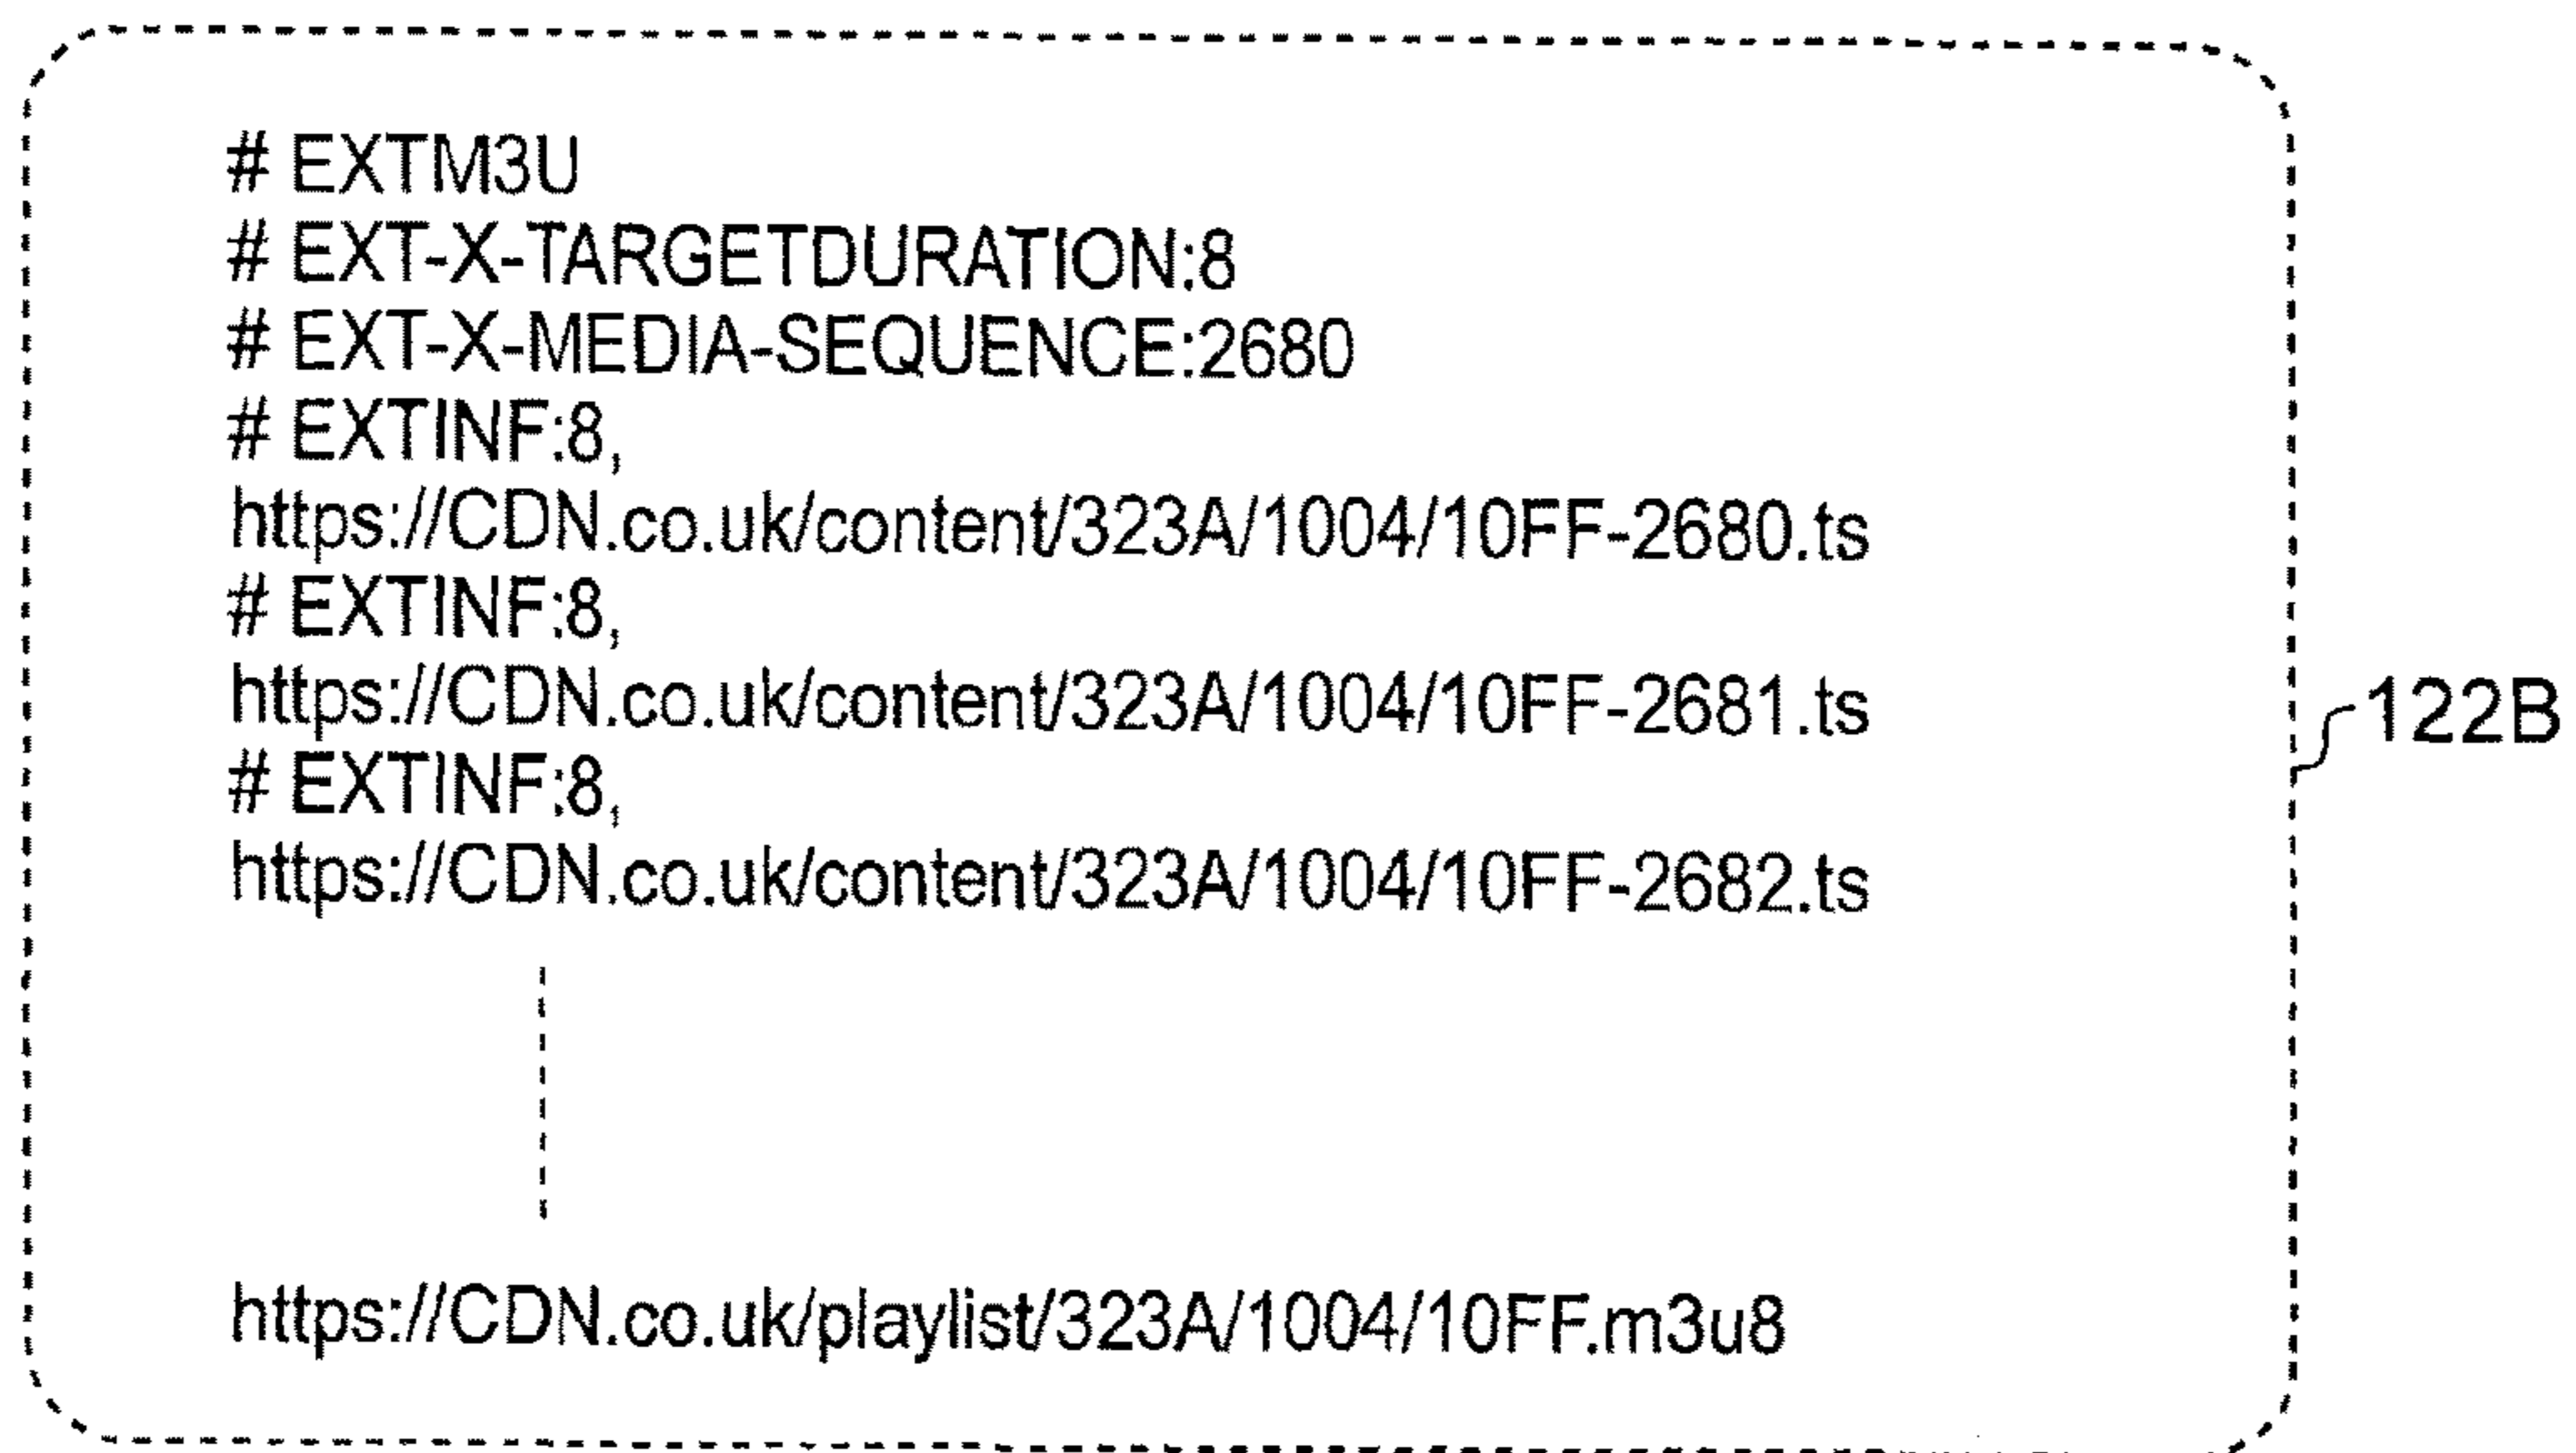 # EXTM3U
# EXT-X-TARGETDURATION:8
# EXT-X-MEDIA-SEQUENCE:2680
# EXTINF:8,
https://CDN.co.uk/content/323A/1004/10FF-2680.ts
# EXTINF:8,
https://CDN.co.uk/content/323A/1004/10FF-2681.ts
122B
# EXTINF:8,
https://CDN.co.uk/content/323A/1004/10FF-2682.ts
https://CDN.co.uk/playlist/323A/1004/10FF.m3u8